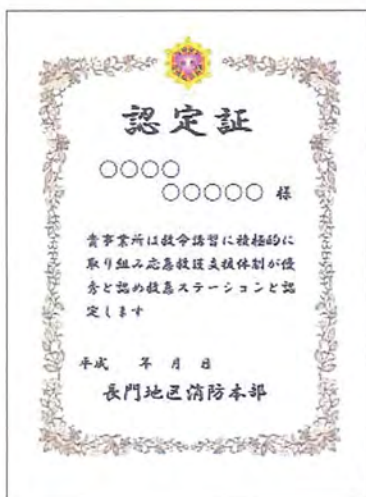 認定証
○○○○
○○○○○ 様
貴事業所は救命講習に積極的に
取り組み応急救護支援体制が優
秀と認め救急ステーションと認
定します
平成 年 月 日
長門地区消防本部